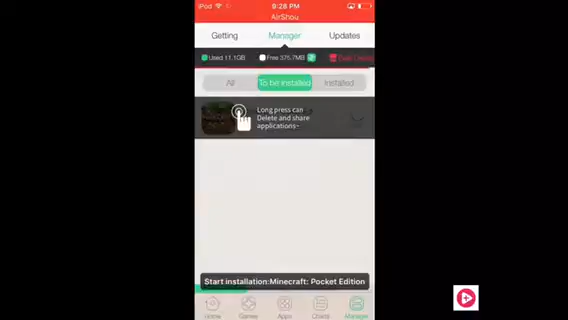 iPod 9:26 PM
AirShou
Getting Manager Updates
Used 11.1GB Free 375.7MB
All To be installed Installed
Long press can
Delete and share
applications~
Start installation:Minecraft: Pocket Edition
Home Games Apps Charts Manager